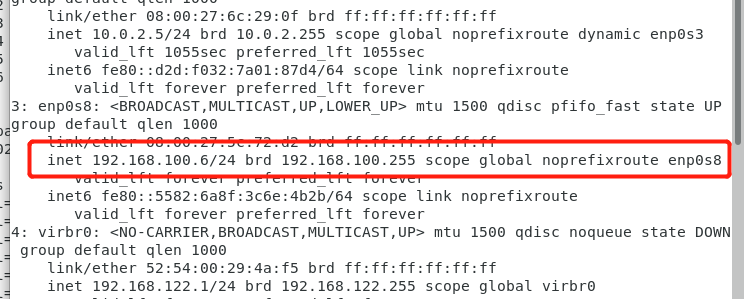 group default qlen 1000
link/ether 08:00:27:6c:29:0f brd ff:ff:ff:ff:ff:ff
inet 10.0.2.5/24 brd 10.0.2.255 scope global noprefixroute dynamic enp0s3
valid_lft 1055sec preferred_lft 1055sec
inet6 fe80::d2d:f032:7a01:87d4/64 scope link noprefixroute
valid_lft forever preferred_lft forever
3: enp0s8: <BROADCAST,MULTICAST,UP,LOWER_UP> mtu 1500 qdisc pfifo_fast state UP
group default qlen 1000
link/ether 08:00:27:5c:72:d2 brd ff:ff:ff:ff:ff:ff
inet 192.168.100.6/24 brd 192.168.100.255 scope global noprefixroute enp0s8
valid_lft forever preferred_lft forever
inet6 fe80::5582:6a8f:3c6e:4b2b/64 scope link noprefixroute
valid_lft forever preferred_lft forever
4: virbr0: <NO-CARRIER,BROADCAST,MULTICAST,UP> mtu 1500 qdisc noqueue state DOWN
group default qlen 1000
link/ether 52:54:00:29:4a:f5 brd ff:ff:ff:ff:ff:ff
inet 192.168.122.1/24 brd 192.168.122.255 scope global virbr0